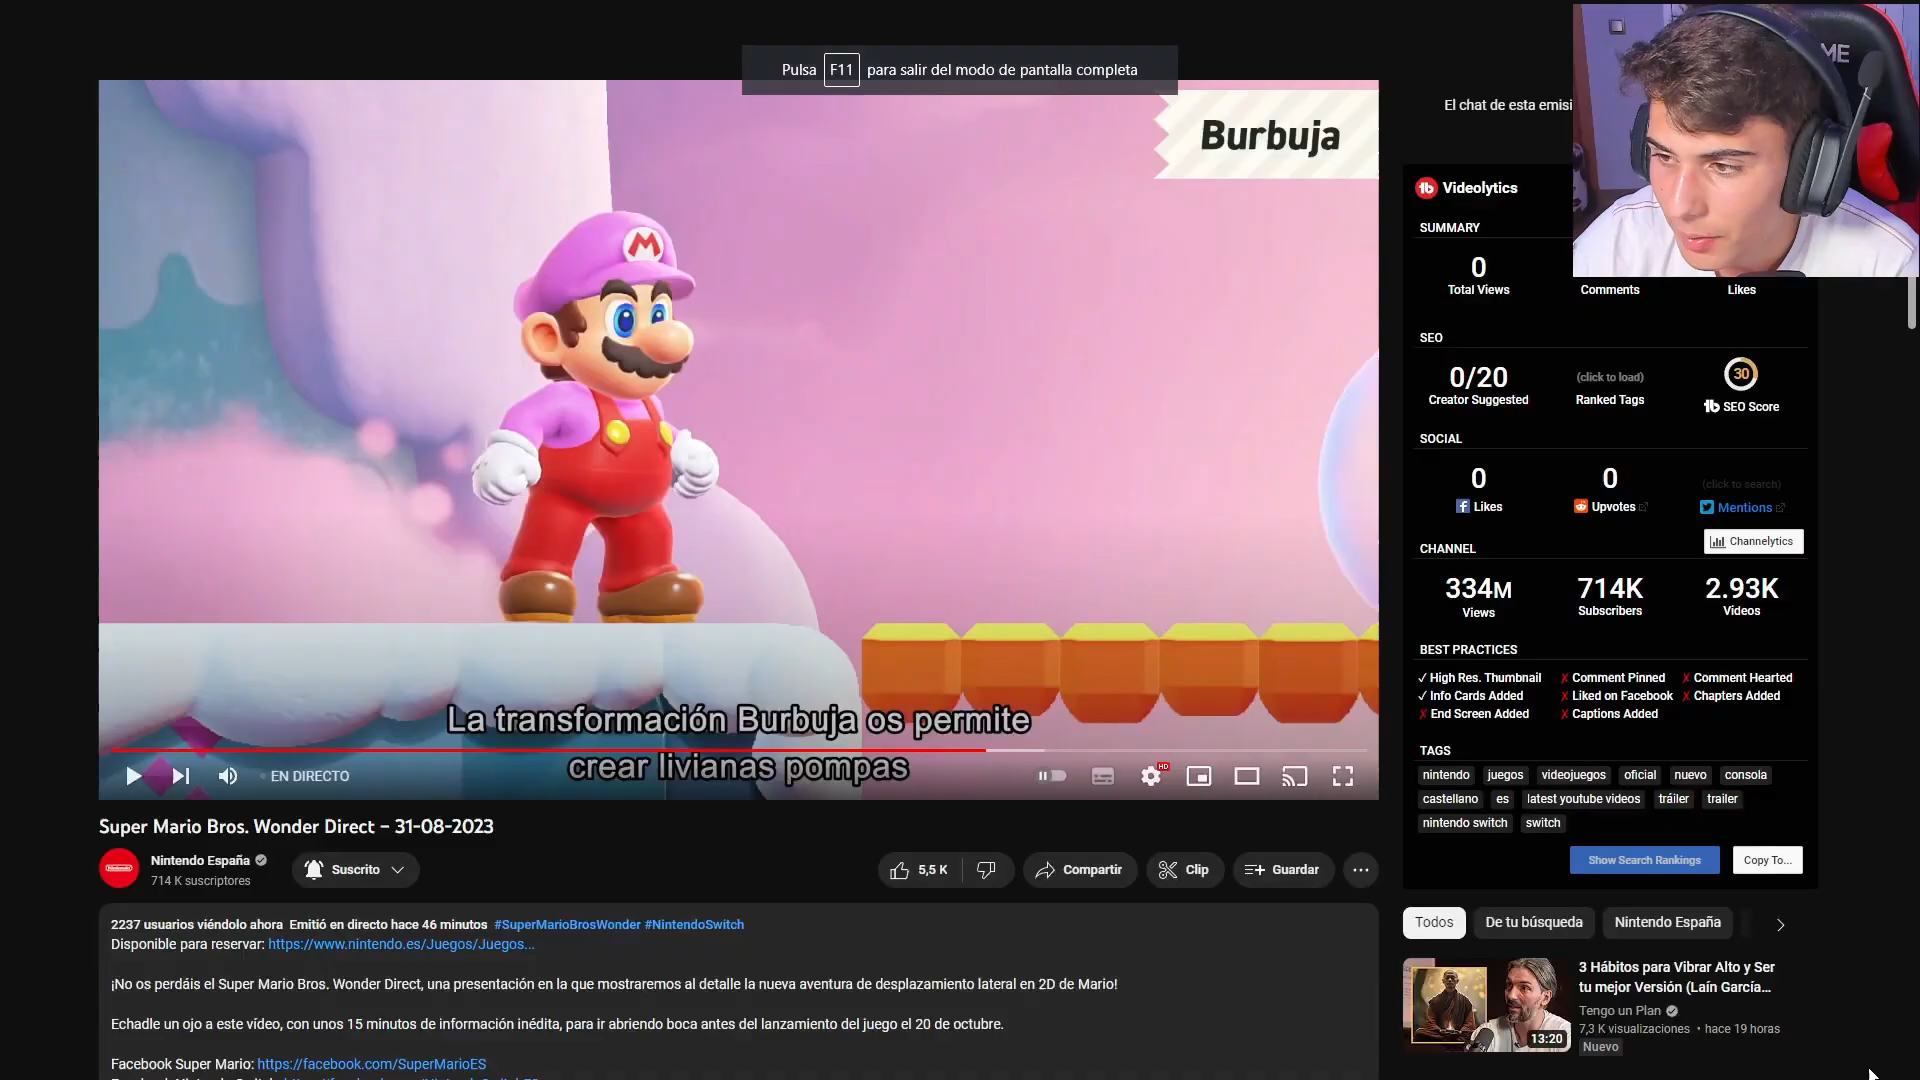 Pulsa F11 para salir del modo de pantalla completa
ME
El chat de esta emisi
Burbuja
M
La transformación Burbuja os permite
crear livianas pompas
EN DIRECTO
HD
Super Mario Bros. Wonder Direct – 31-08-2023
Nintendo España
714 K suscriptores
Suscrito
5,5 K
Compartir
Clip
Guardar
2237 usuarios viéndolo ahora Emitió en directo hace 46 minutos #SuperMarioBrosWonder #NintendoSwitch
Disponible para reservar: https://www.nintendo.es/Juegos/Juegos...
¡No os perdáis el Super Mario Bros. Wonder Direct, una presentación en la que mostraremos al detalle la nueva aventura de desplazamiento lateral en 2D de Mario!
Echadle un ojo a este vídeo, con unos 15 minutos de información inédita, para ir abriendo boca antes del lanzamiento del juego el 20 de octubre.
Facebook Super Mario: https://facebook.com/SuperMarioES
Videolytics
SUMMARY
0
Total Views Comments Likes
SEO
0/20 (click to load) 30
Creator Suggested Ranked Tags SEO Score
SOCIAL
0 0 (click to search)
Likes Upvotes Mentions
CHANNEL Channelytics
334M 714K 2.93K
Views Subscribers Videos
BEST PRACTICES
✓ High Res. Thumbnail ✗ Comment Pinned ✗ Comment Hearted
✓ Info Cards Added ✗ Liked on Facebook ✗ Chapters Added
✗ End Screen Added ✗ Captions Added
TAGS
nintendo juegos videojuegos oficial nuevo consola
castellano es latest youtube videos tráiler trailer
nintendo switch switch
Show Search Rankings Copy To...
Todos De tu búsqueda Nintendo España
3 Hábitos para Vibrar Alto y Ser
tu mejor Versión (Laín García...
Tengo un Plan
7,3 K visualizaciones • hace 19 horas
Nuevo
13:20